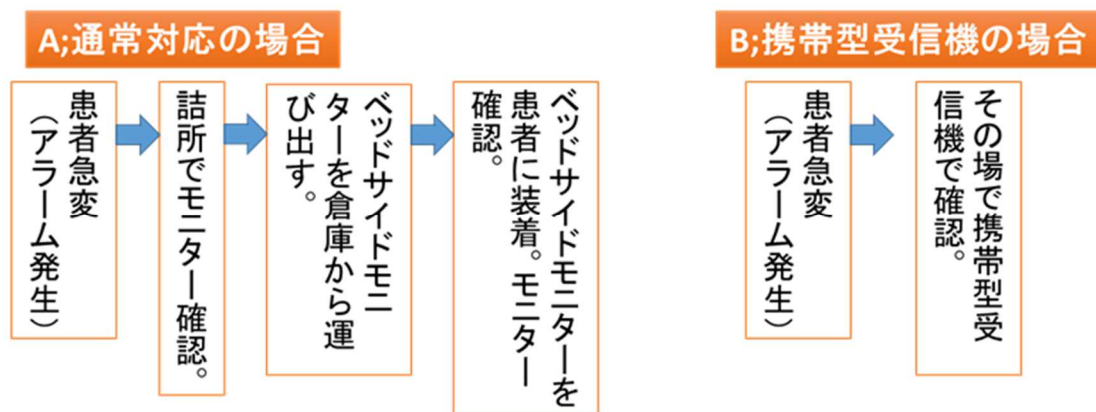 A;通常対応の場合
患者急変
（アラーム発生）
詰所でモニター確認。
ベッドサイドモニ
ターを倉庫から運
び出す。
ベッドサイドモニターを
患者に装着。モニター
確認。
B;携帯型受信機の場合
患者急変
（アラーム発生）
その場で携帯型受
信機で確認。